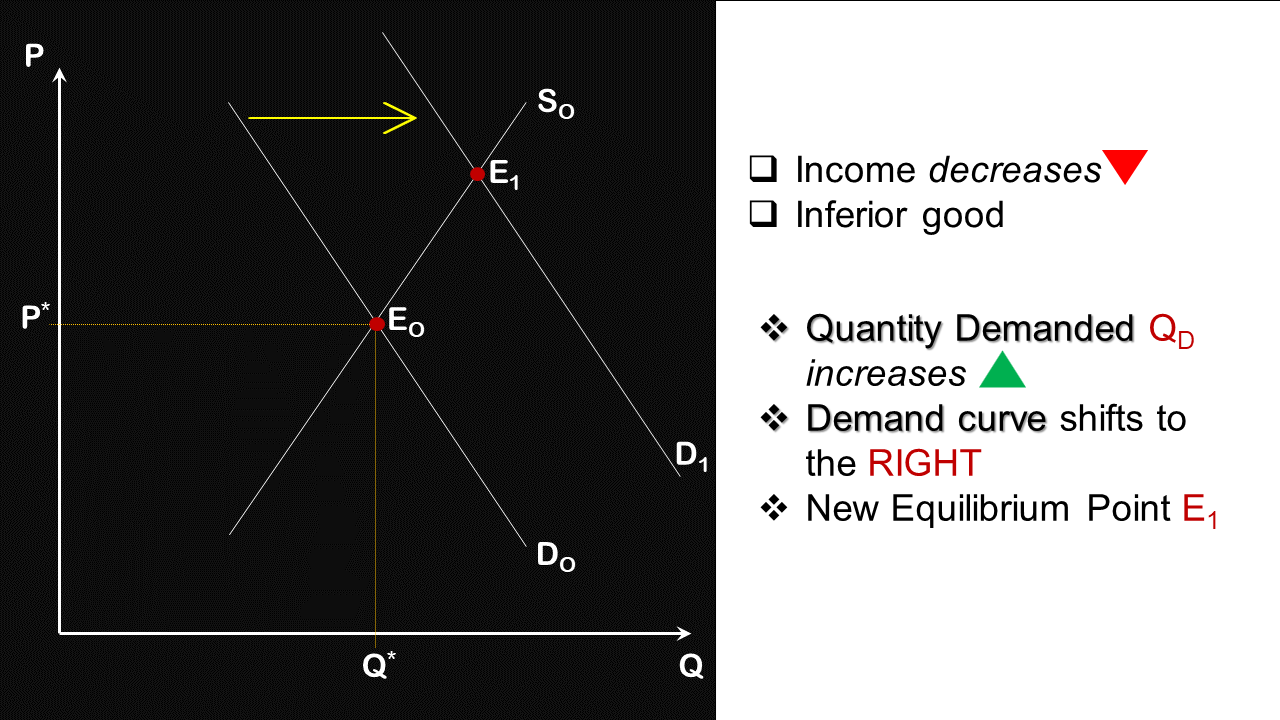 P
S₀
E₁
P*
E₀
D₁
D₀
Q*
Q
❑ Income decreases
❑ Inferior good
❖ Quantity Demanded Q_D
increases
❖ Demand curve shifts to
the RIGHT
❖ New Equilibrium Point E₁